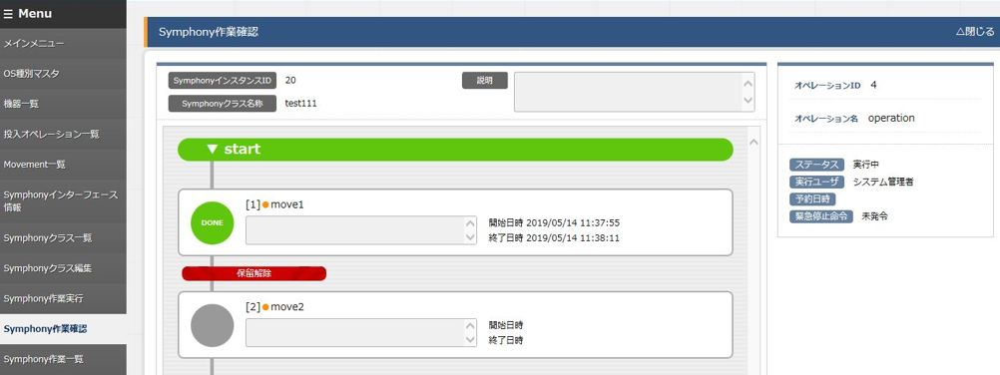 ☰ Menu
メインメニュー
OS種別マスタ
機器一覧
投入オペレーション一覧
Movement一覧
Symphonyインターフェース
情報
Symphonyクラス一覧
Symphonyクラス編集
Symphony作業実行
Symphony作業確認
Symphony作業一覧
Symphony作業確認
△閉じる
SymphonyインスタンスID 20
説明
Symphonyクラス名称 test111
▼ start
DONE
[1]●move1
開始日時 2019/05/14 11:37:55
終了日時 2019/05/14 11:38:11
保留解除
[2]●move2
開始日時
終了日時
オペレーションID 4
オペレーション名 operation
ステータス 実行中
実行ユーザ システム管理者
予約日時
緊急停止命令 未発令